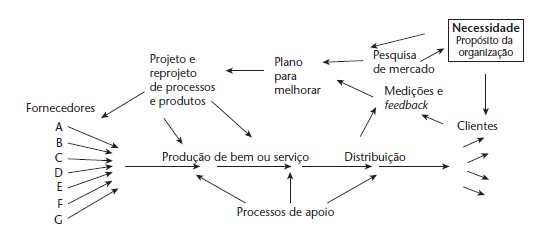 Necessidade
Propósito da
organização
Projeto e
reprojeto
de processos
e produtos
Plano
para
melhorar
Pesquisa
de mercado
Medições e
feedback
Fornecedores
Clientes
A
B
C
D
E
F
G
Produção de bem ou serviço
Distribuição
Processos de apoio